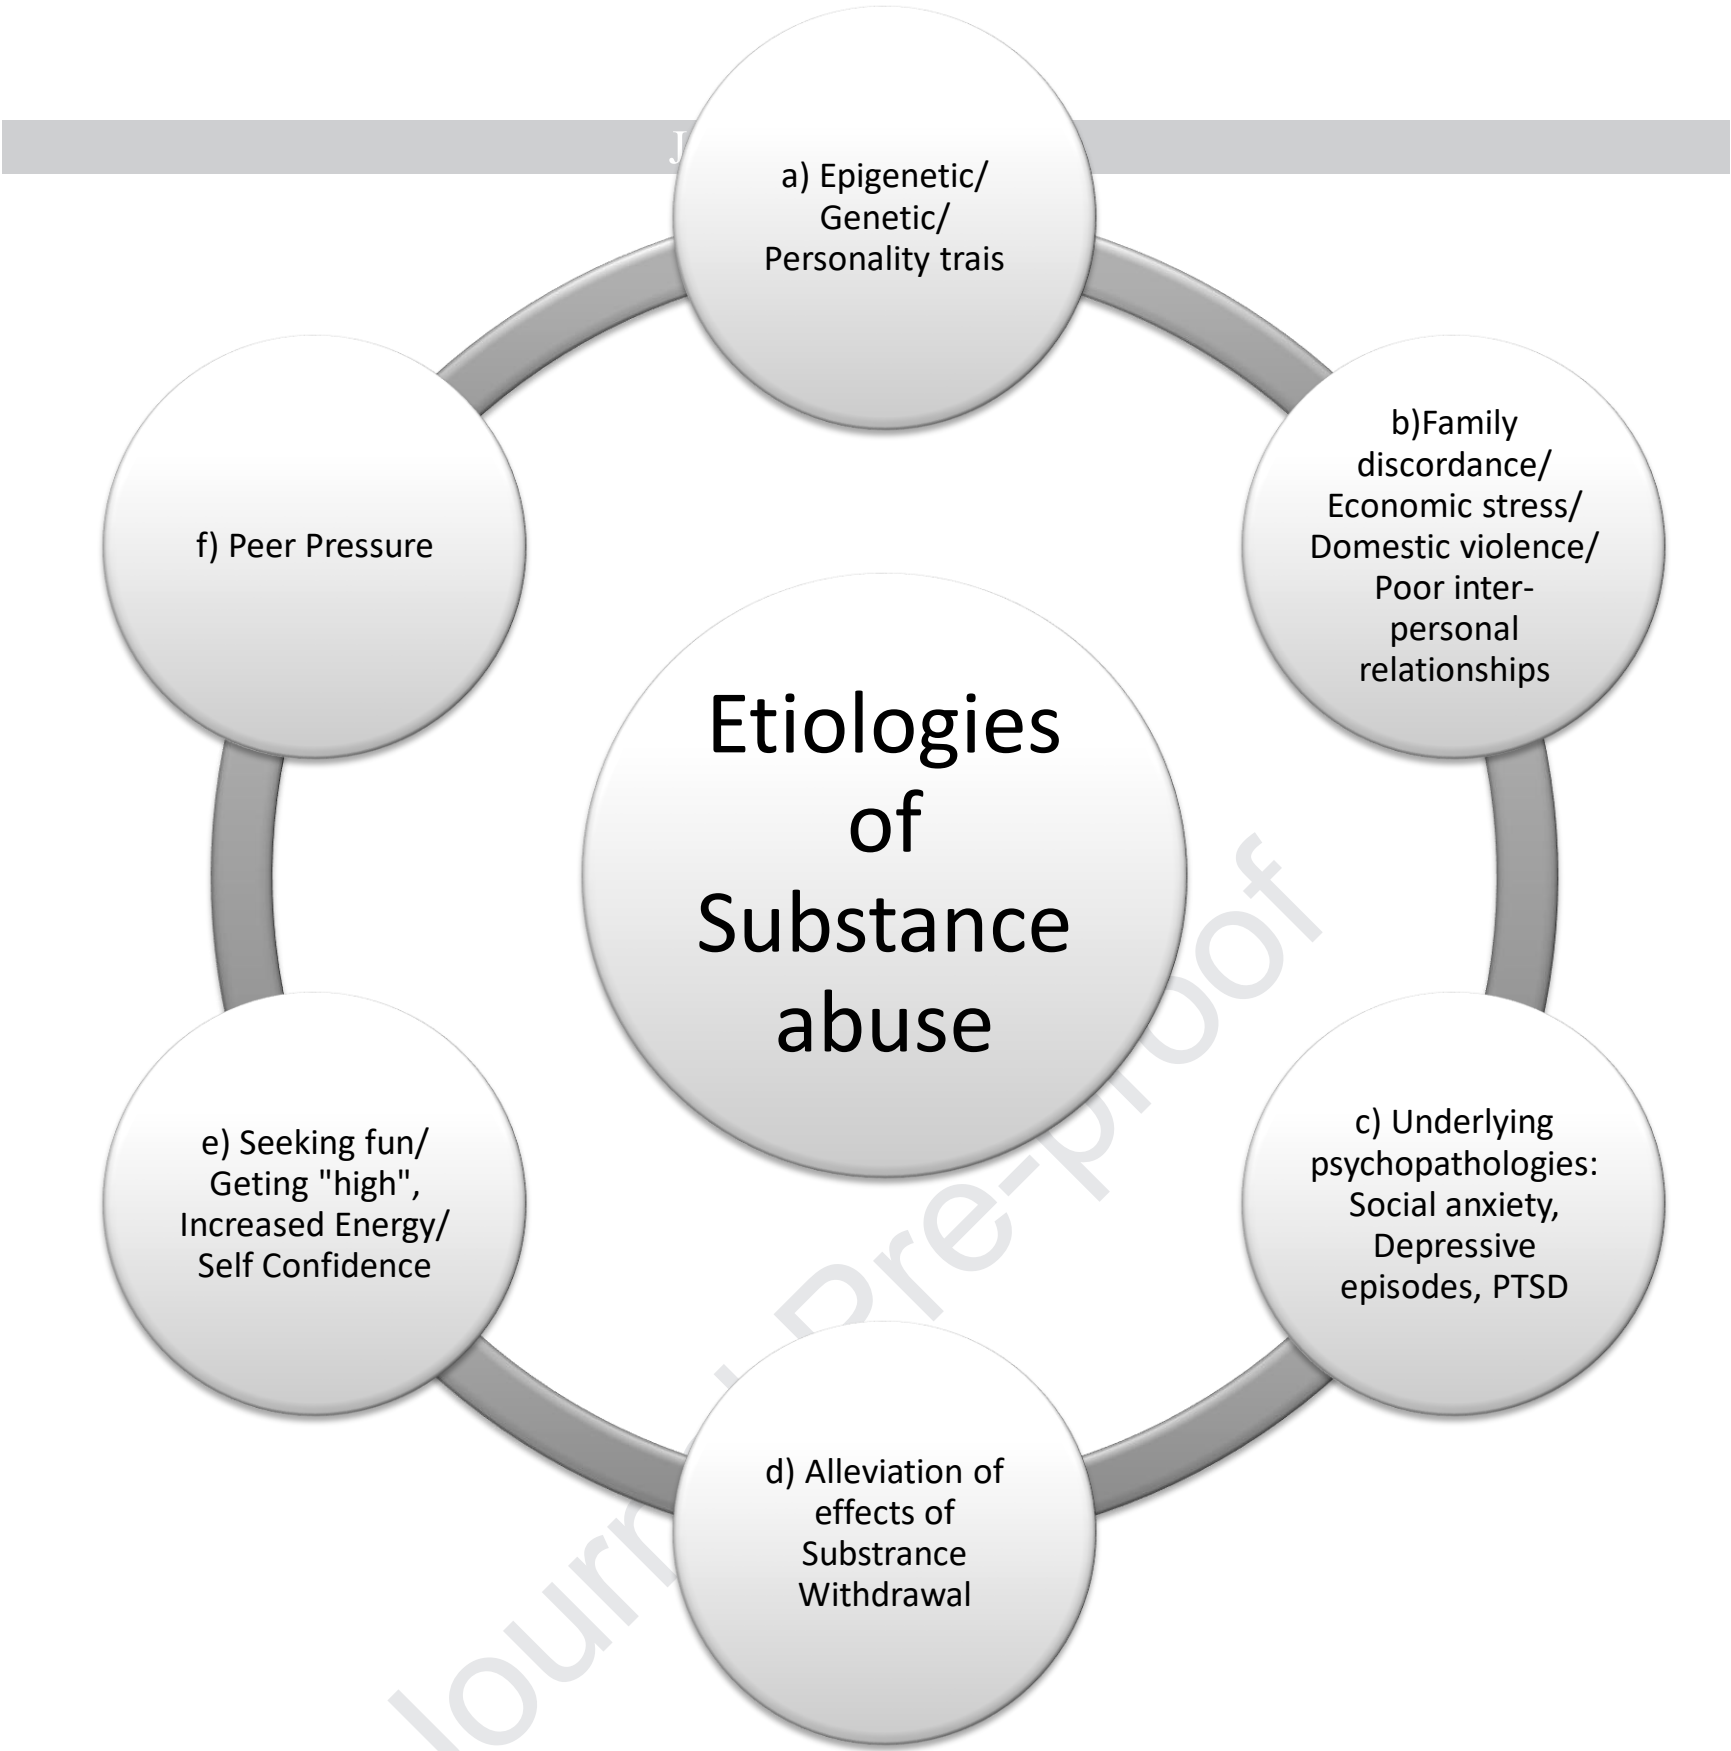 J
a) Epigenetic/
Genetic/
Personality trais
b)Family
discordance/
Economic stress/
Domestic violence/
Poor inter-
personal
relationships
c) Underlying
psychopathologies:
Social anxiety,
Depressive
episodes, PTSD
d) Alleviation of
effects of
Substrance
Withdrawal
e) Seeking fun/
Geting "high",
Increased Energy/
Self Confidence
f) Peer Pressure
Etiologies
of
Substance
abuse
Pre-proof